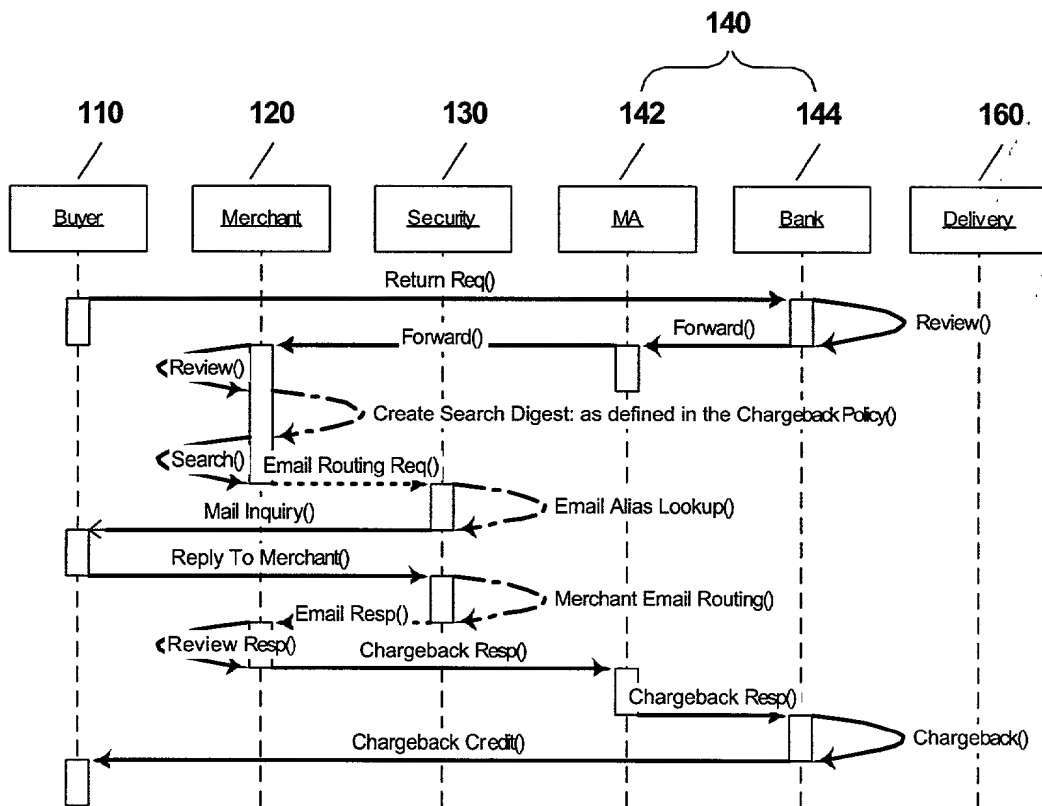 140
110
120
130
142
144
160
Buyer
Merchant
Security
MA
Bank
Delivery
Return Req()
Review()
Forward()
Forward()
Review()
Create Search Digest: as defined in the Chargeback Policy()
Search()
Email Routing Req()
Email Alias Lookup()
Mail Inquiry()
Reply To Merchant()
Merchant Email Routing()
Email Resp()
Review Resp()
Chargeback Resp()
Chargeback Resp()
Chargeback()
Chargeback Credit()